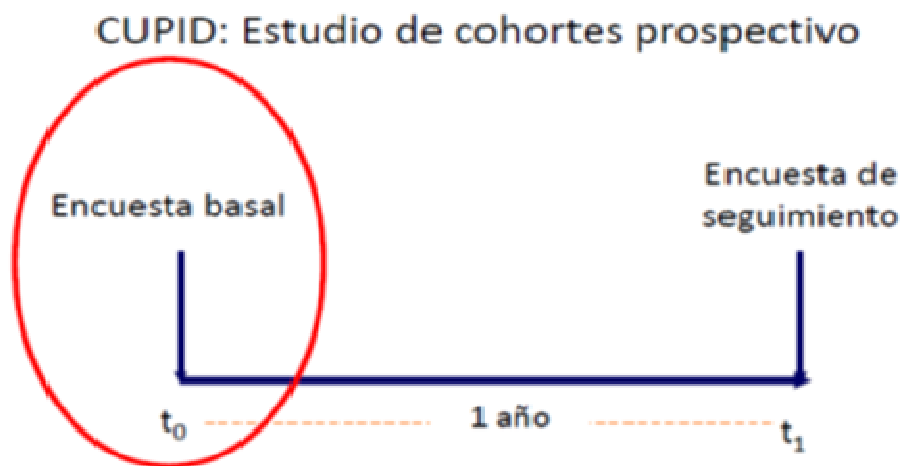 CUPID: Estudio de cohortes prospectivo
Encuesta basal
Encuesta de
seguimiento
t₀
1 año
t₁